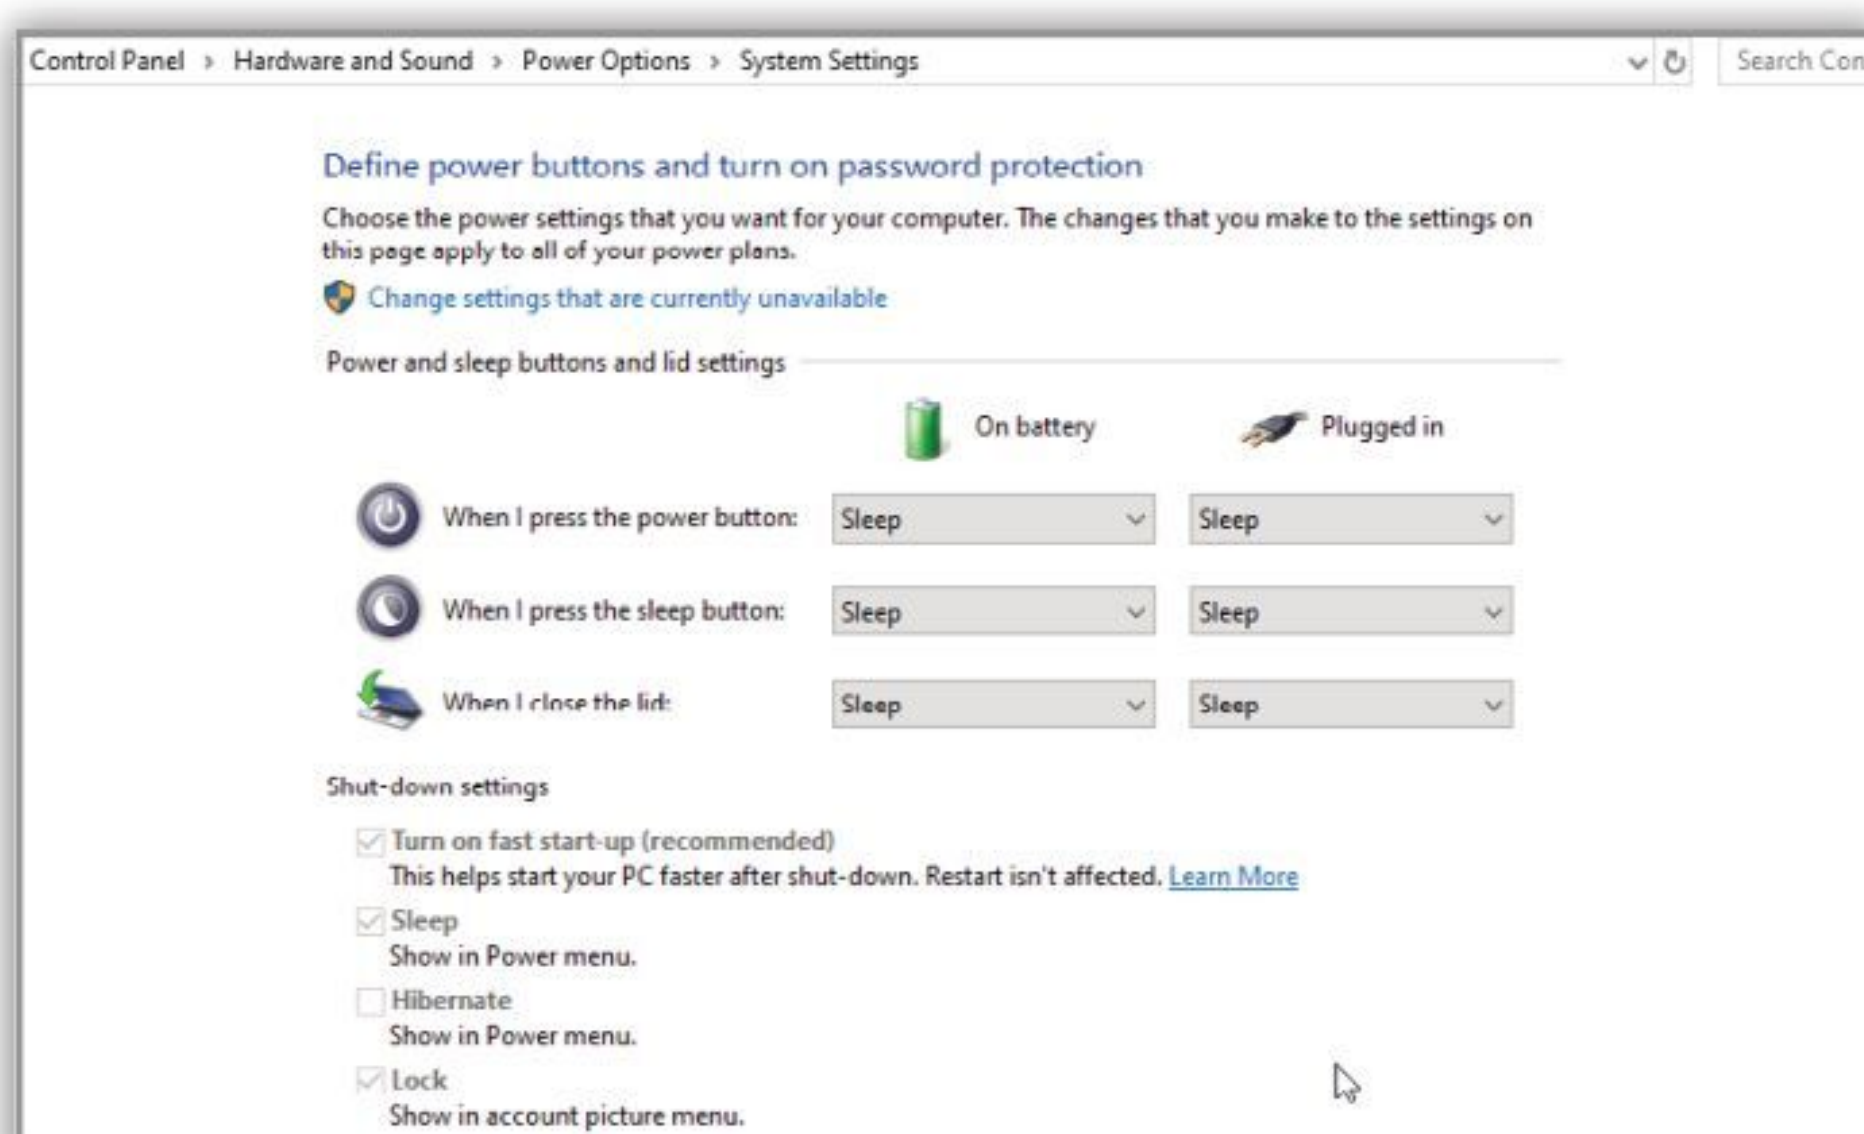 Control Panel > Hardware and Sound > Power Options > System Settings
Search Con
Define power buttons and turn on password protection
Choose the power settings that you want for your computer. The changes that you make to the settings on
this page apply to all of your power plans.
Change settings that are currently unavailable
Power and sleep buttons and lid settings
On battery Plugged in
When I press the power button: Sleep Sleep
When I press the sleep button: Sleep Sleep
When I close the lid: Sleep Sleep
Shut-down settings
Turn on fast start-up (recommended)
This helps start your PC faster after shut-down. Restart isn't affected. Learn More
Sleep
Show in Power menu.
Hibernate
Show in Power menu.
Lock
Show in account picture menu.